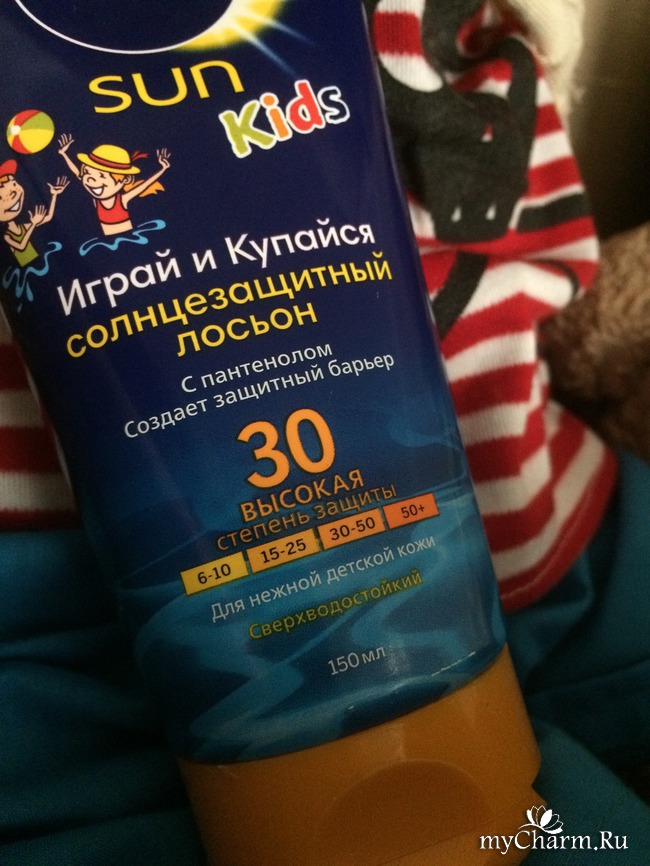 sun
Kids
Играй и Купайся
солнцезащитный
лосьон
С пантенолом
Создает защитный барьер
30
ВЫСОКАЯ
степень защиты
6-10 15-25 30-50 50+
Для нежной детской кожи
Сверхводостойкий
150 мл
myCharm.Ru